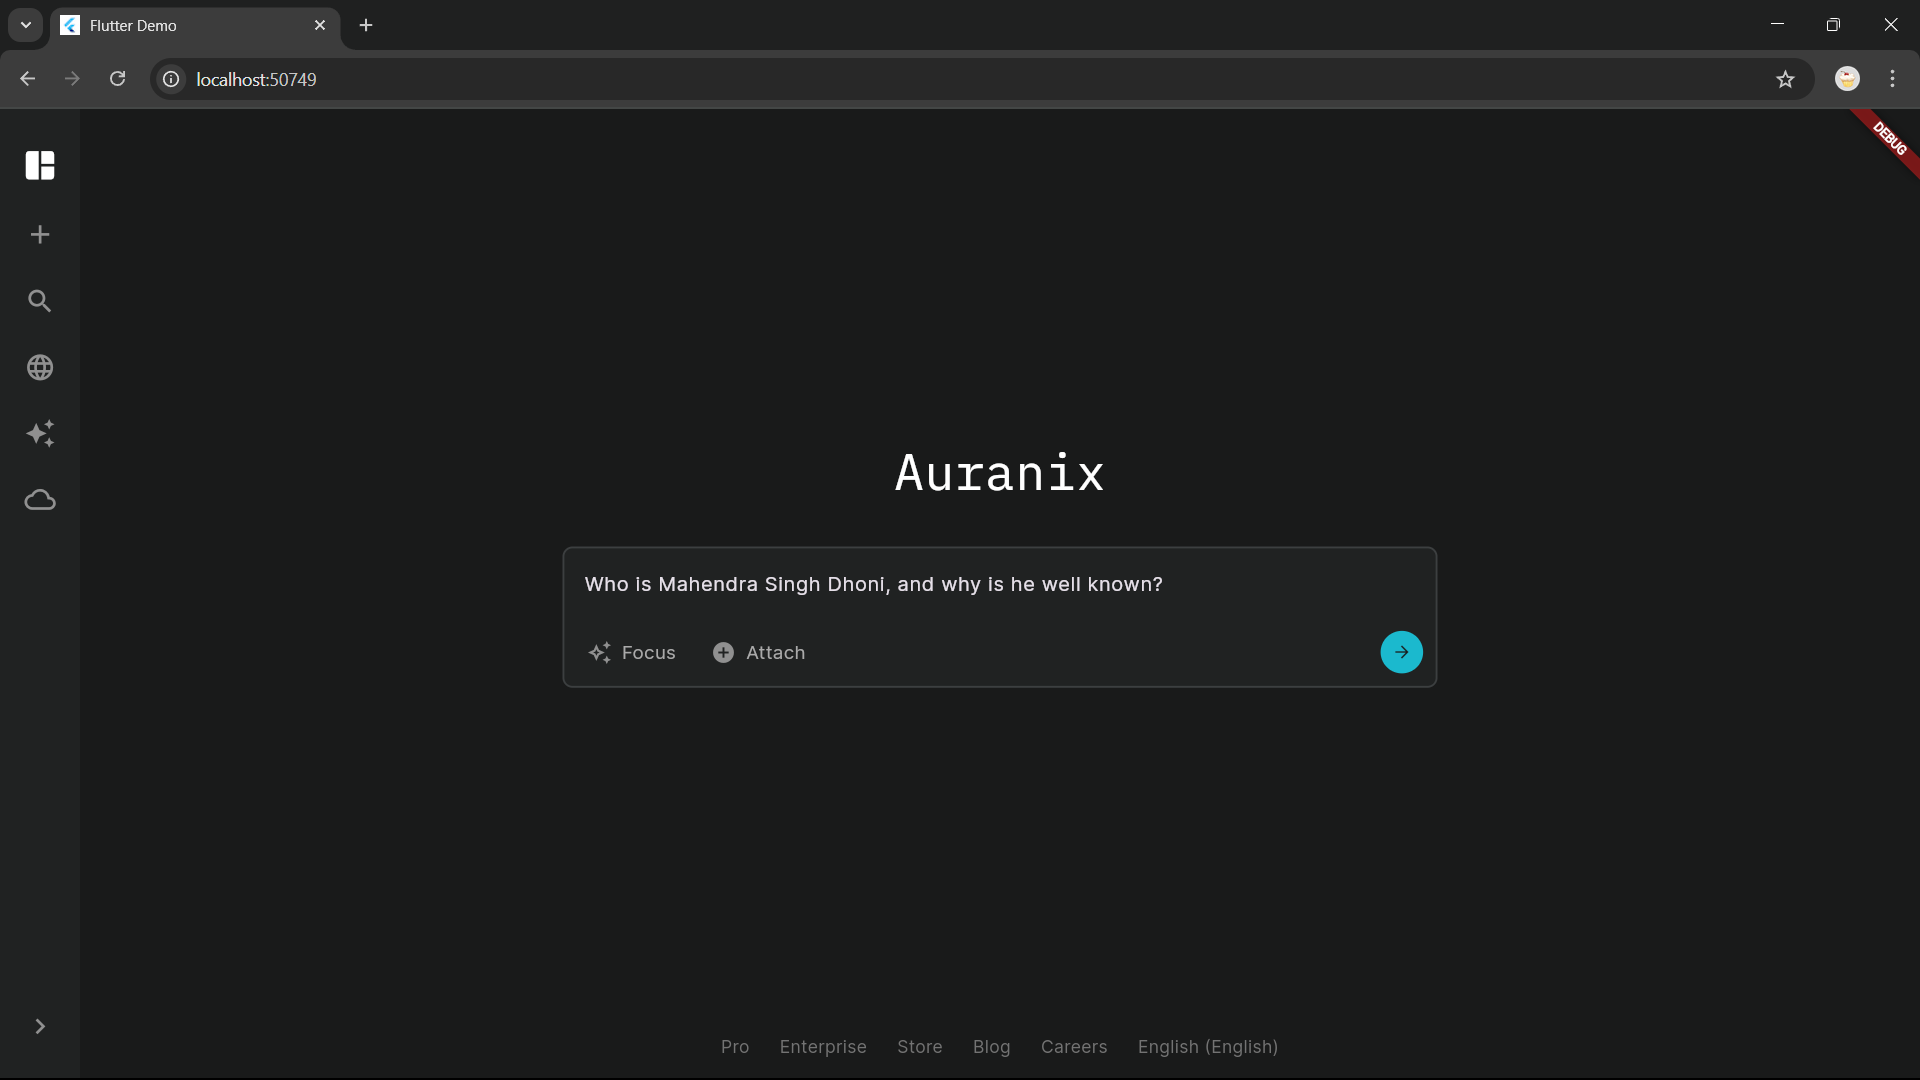 Flutter Demo
localhost:50749
DEBUG
Auranix
Who is Mahendra Singh Dhoni, and why is he well known?
Focus Attach
Pro Enterprise Store Blog Careers English (English)